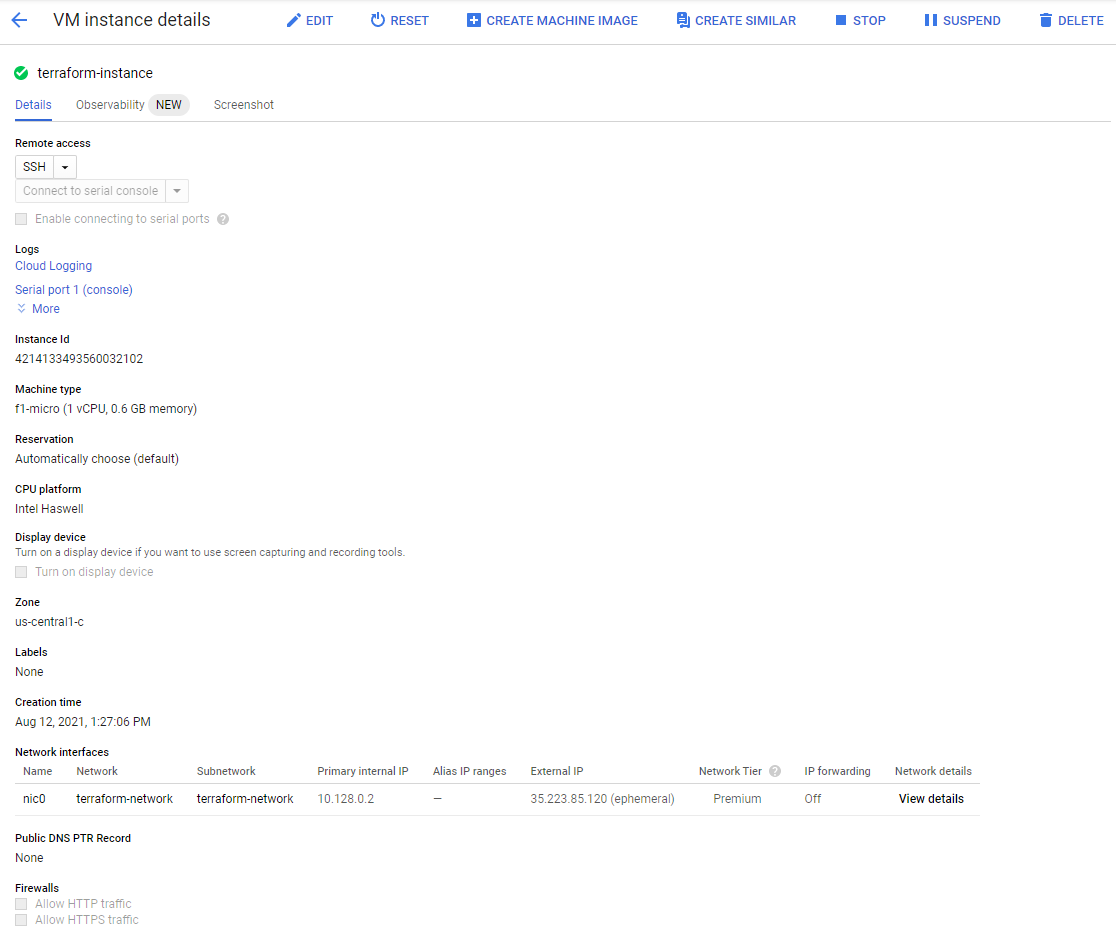 VM instance details EDIT RESET CREATE MACHINE IMAGE CREATE SIMILAR STOP SUSPEND DELETE
terraform-instance
Details Observability NEW Screenshot
Remote access
SSH
Connect to serial console
Enable connecting to serial ports ?
Logs
Cloud Logging
Serial port 1 (console)
More
Instance Id
4214133493560032102
Machine type
f1-micro (1 vCPU, 0.6 GB memory)
Reservation
Automatically choose (default)
CPU platform
Intel Haswell
Display device
Turn on a display device if you want to use screen capturing and recording tools.
Turn on display device
Zone
us-central1-c
Labels
None
Creation time
Aug 12, 2021, 1:27:06 PM
Network interfaces
Name Network Subnetwork Primary internal IP Alias IP ranges External IP Network Tier ? IP forwarding Network details
nic0 terraform-network terraform-network 10.128.0.2 — 35.223.85.120 (ephemeral) Premium Off View details
Public DNS PTR Record
None
Firewalls
Allow HTTP traffic
Allow HTTPS traffic